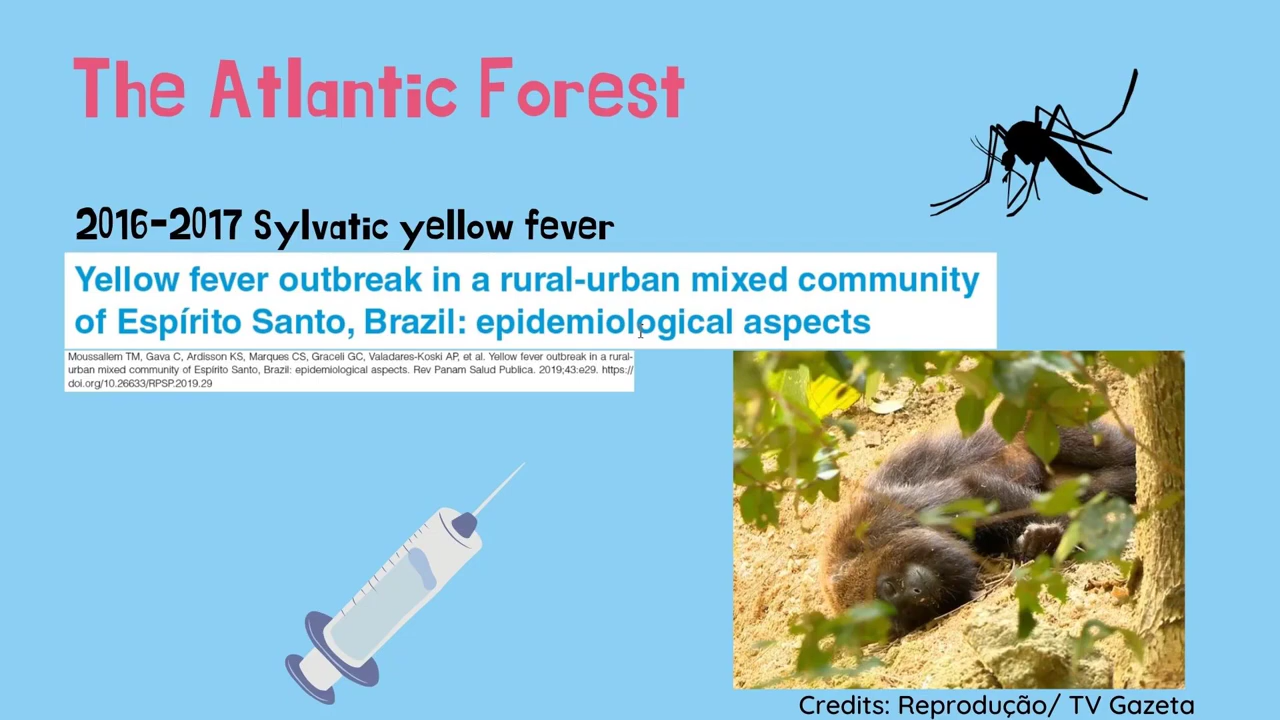 The Atlantic Forest
2016-2017 Sylvatic yellow fever
Yellow fever outbreak in a rural-urban mixed community
of Espírito Santo, Brazil: epidemiological aspects
Moussallem TM, Gava C, Ardisson KS, Marques CS, Graceli GC, Valadares-Koski AP, et al. Yellow fever outbreak in a rural-
urban mixed community of Espírito Santo, Brazil: epidemiological aspects. Rev Panam Salud Publica. 2019;43:e29. https://
doi.org/10.26633/RPSP.2019.29
Credits: Reprodução/ TV Gazeta